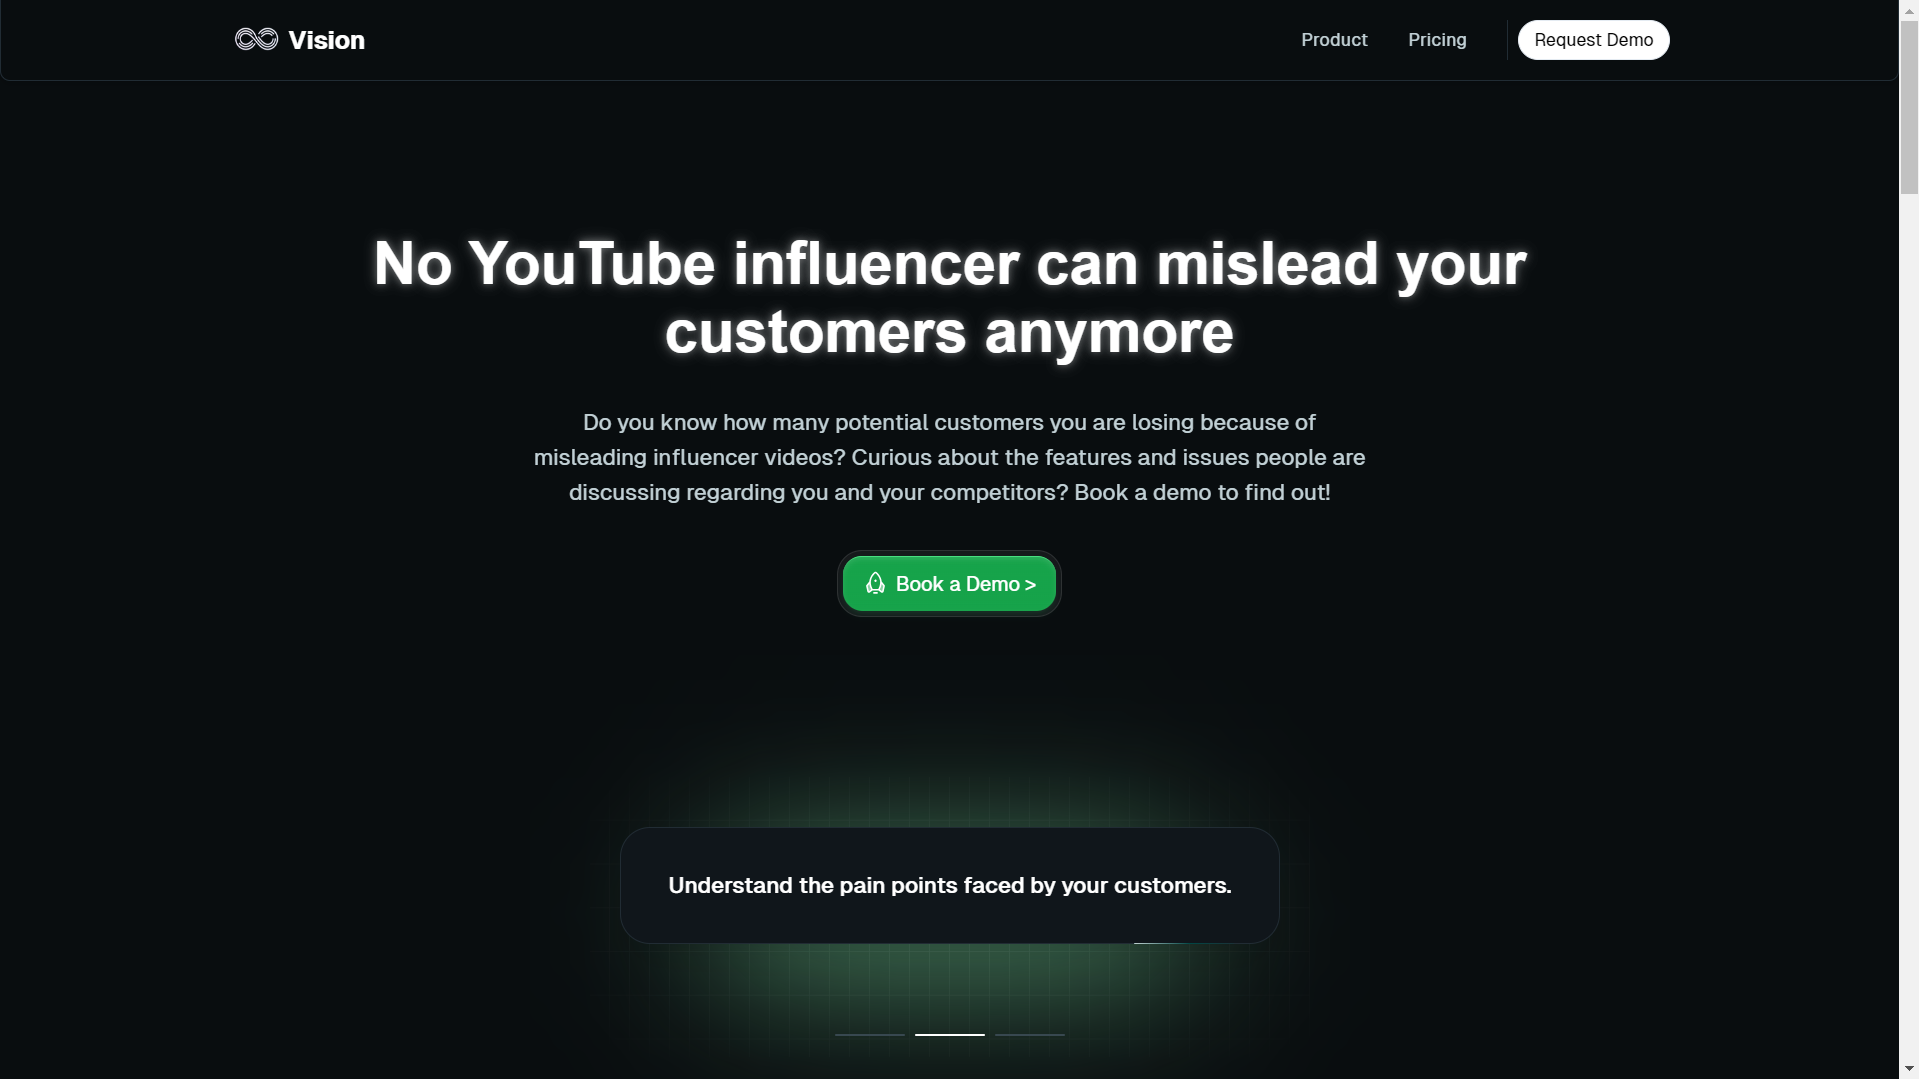 Vision
Product
Pricing
Request Demo
No YouTube influencer can mislead your
customers anymore
Do you know how many potential customers you are losing because of
misleading influencer videos? Curious about the features and issues people are
discussing regarding you and your competitors? Book a demo to find out!
Book a Demo >
Understand the pain points faced by your customers.